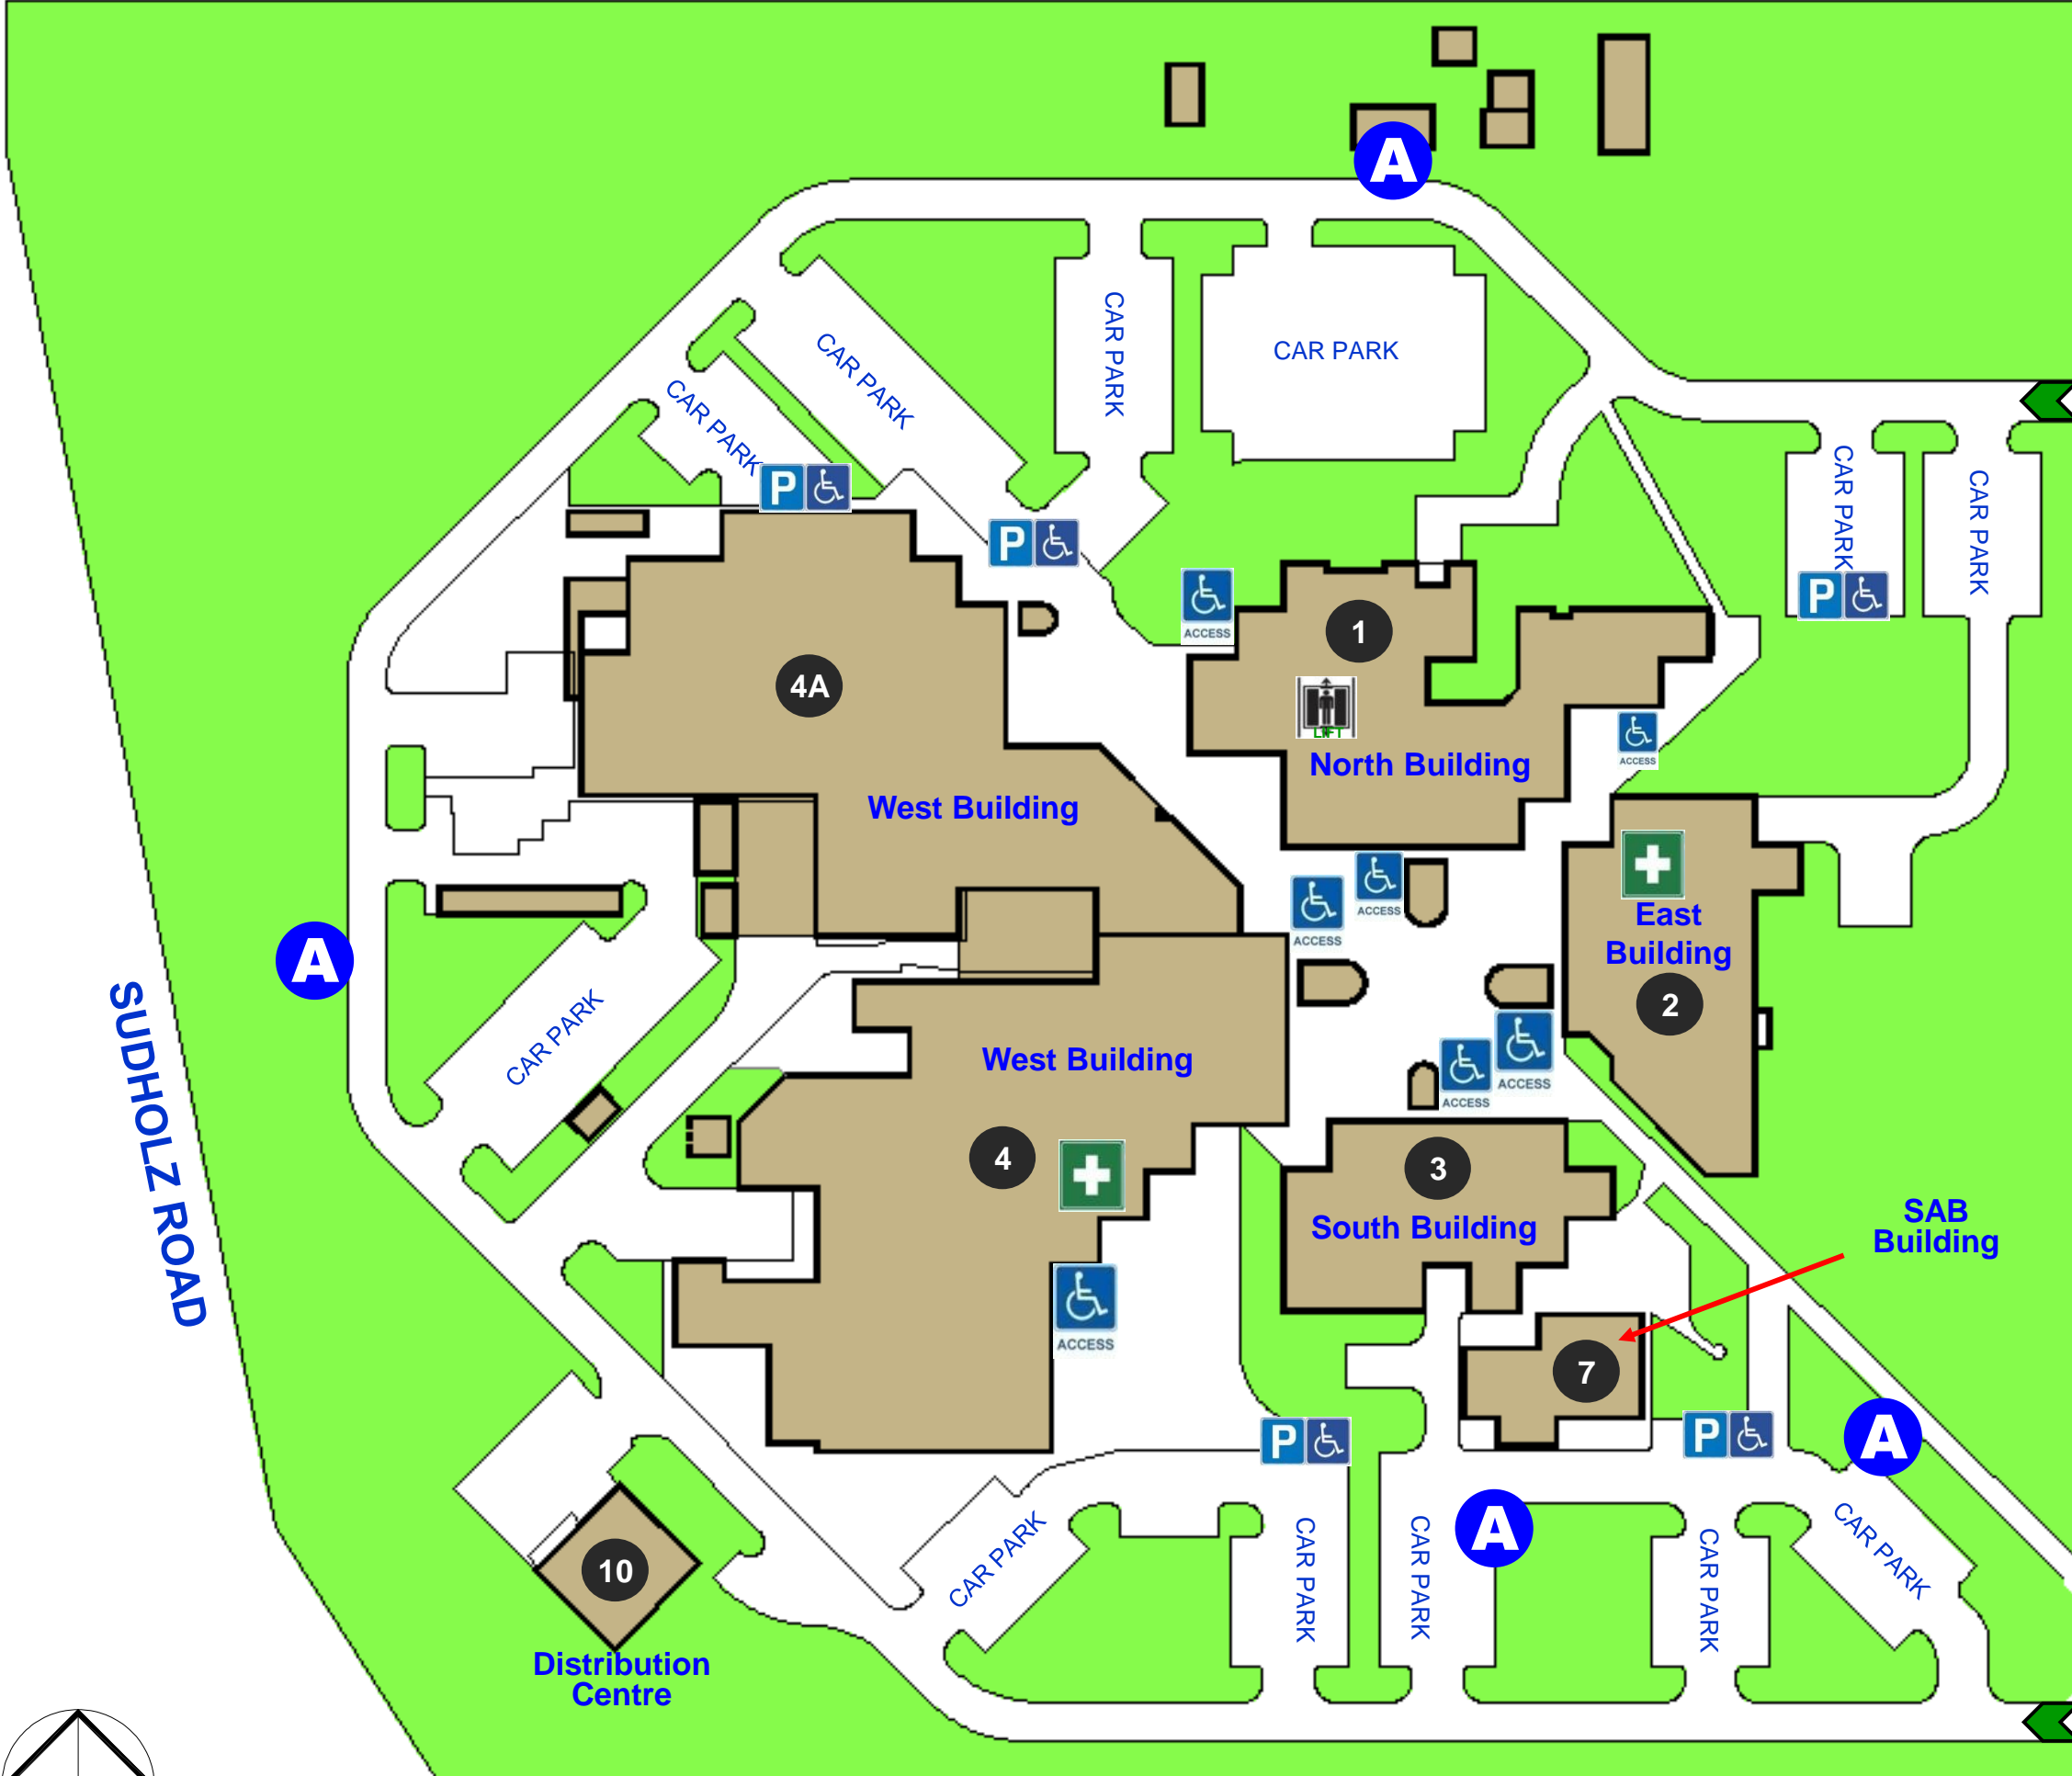 A
CAR PARK
CAR PARK
CAR PARK
CAR PARK
CAR PARK
CAR PARK
P
P
P
ACCESS
1
4A
LIFT
ACCESS
North Building
West Building
ACCESS
ACCESS
East
Building
2
A
SUDHOLZ ROAD
CAR PARK
West Building
ACCESS
ACCESS
4
3
South Building
SAB
Building
ACCESS
7
P
P
A
A
CAR PARK
CAR PARK
CAR PARK
CAR PARK
CAR PARK
10
Distribution
Centre